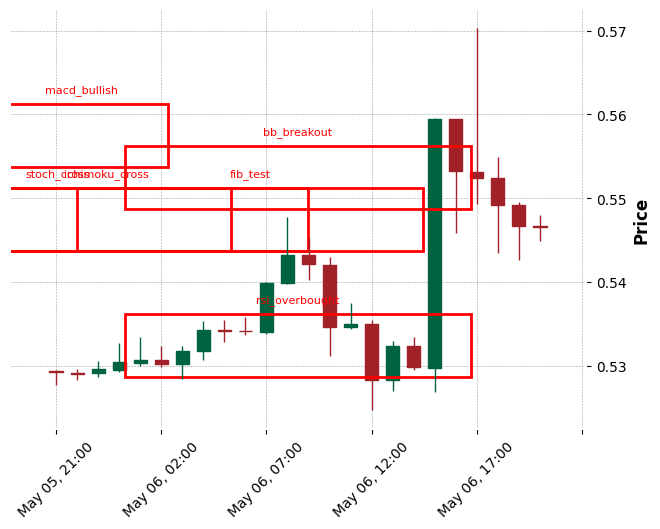 0.57
macd_bullish
0.56
bb_breakout
stoch_cross
ichimoku_cross
fib_test
0.55
Price
0.54
rsi_overbought
0.53
May 05, 21:00
May 06, 02:00
May 06, 07:00
May 06, 12:00
May 06, 17:00